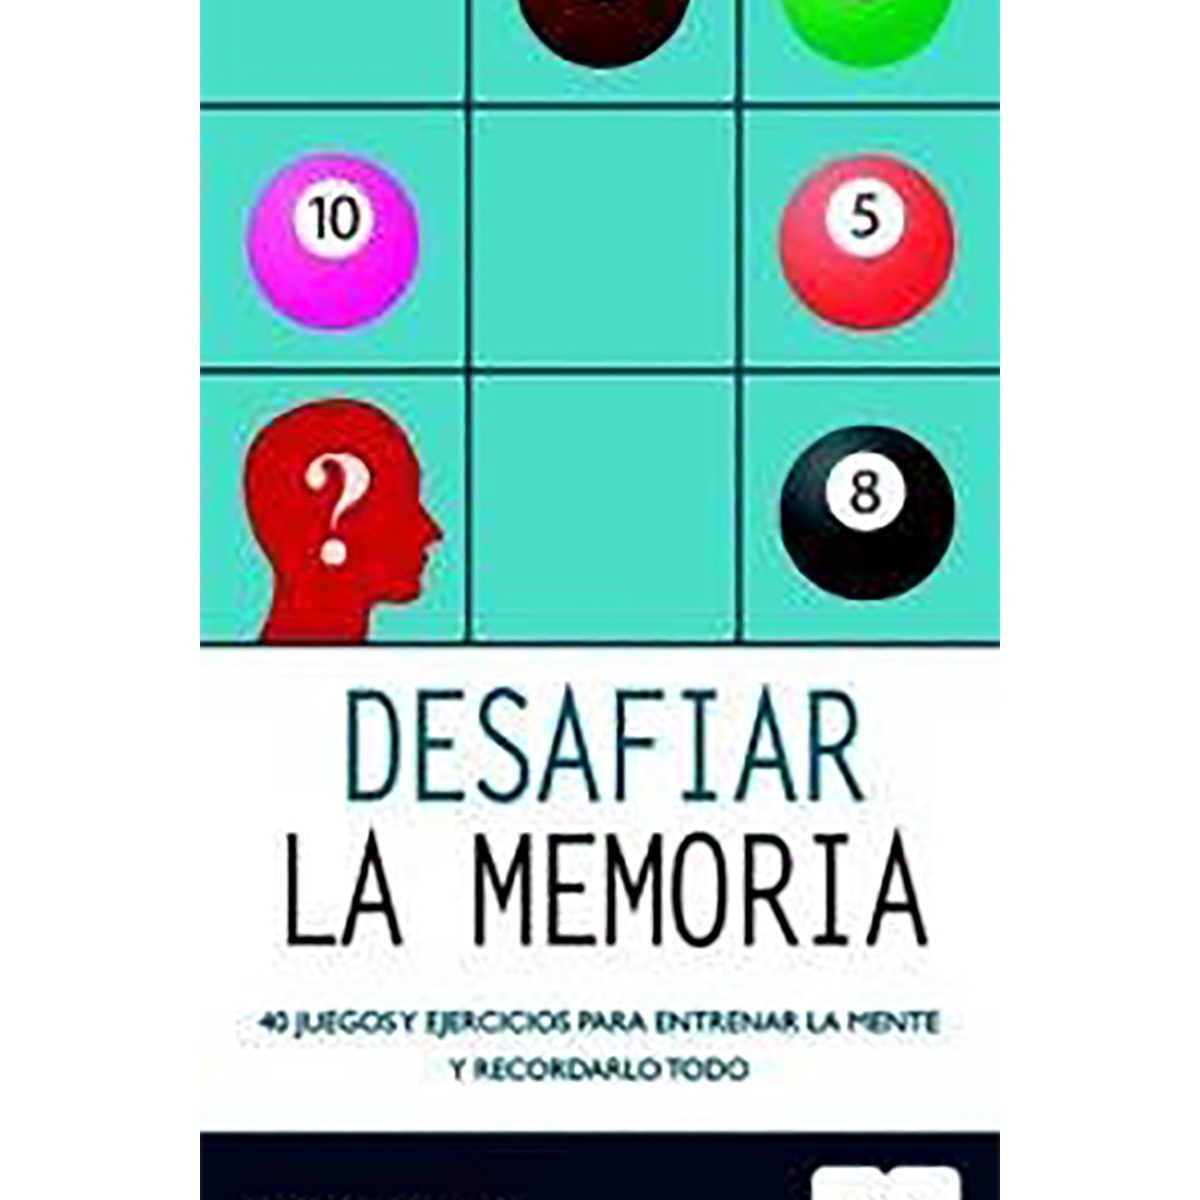 10
5
?
8
DESAFIAR
LA MEMORIA
40 JUEGOS Y EJERCICIOS PARA ENTRENAR LA MENTE
Y RECORDARLO TODO